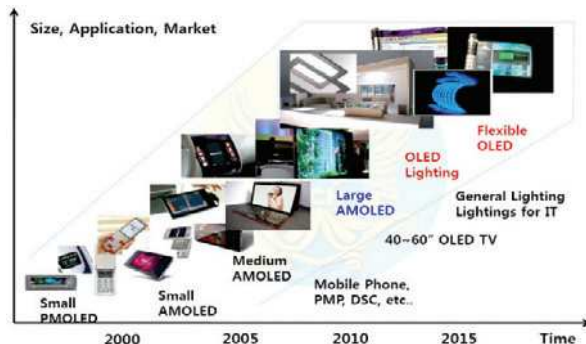 Size, Application, Market
Flexible
OLED
OLED
Lighting
Large
AMOLED
General Lighting
Lightings for IT
40~60" OLED TV
Medium
AMOLED
Mobile Phone,
PMP, DSC, etc..
Small
AMOLED
Small
PMOLED
2000
2005
2010
2015
Time